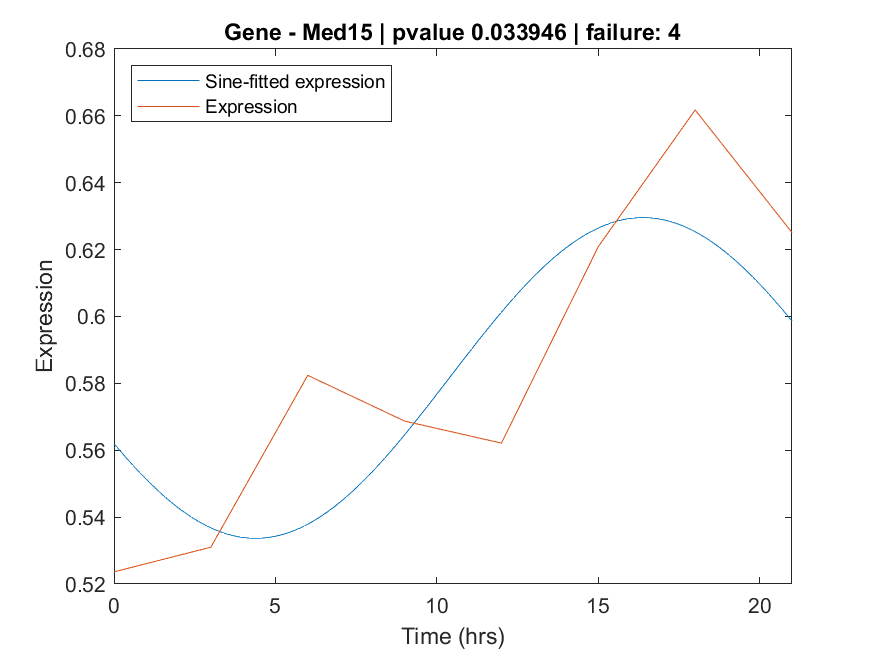 Gene - Med15 | pvalue 0.033946 | failure: 4
Sine-fitted expression
Expression
0.68
0.66
0.64
0.62
0.6
0.58
0.56
0.54
0.52
Expression
0
5
10
15
20
Time (hrs)